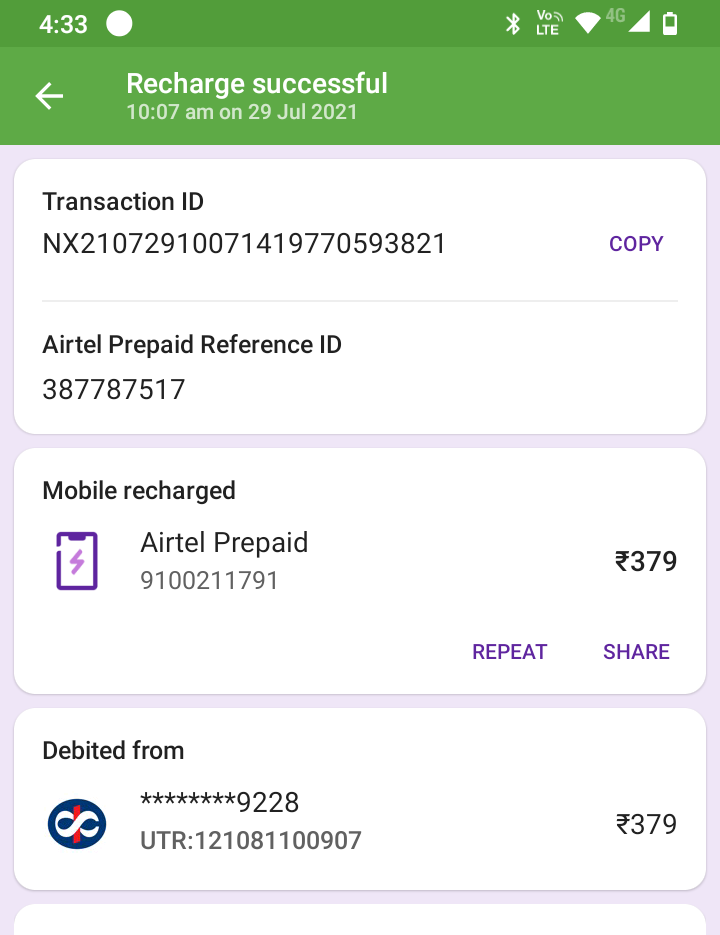 4:33
Vo LTE 4G
Recharge successful
10:07 am on 29 Jul 2021
Transaction ID
NX21072910071419770593821
COPY
Airtel Prepaid Reference ID
387787517
Mobile recharged
Airtel Prepaid
9100211791
₹379
REPEAT SHARE
Debited from
********9228
UTR:121081100907
₹379